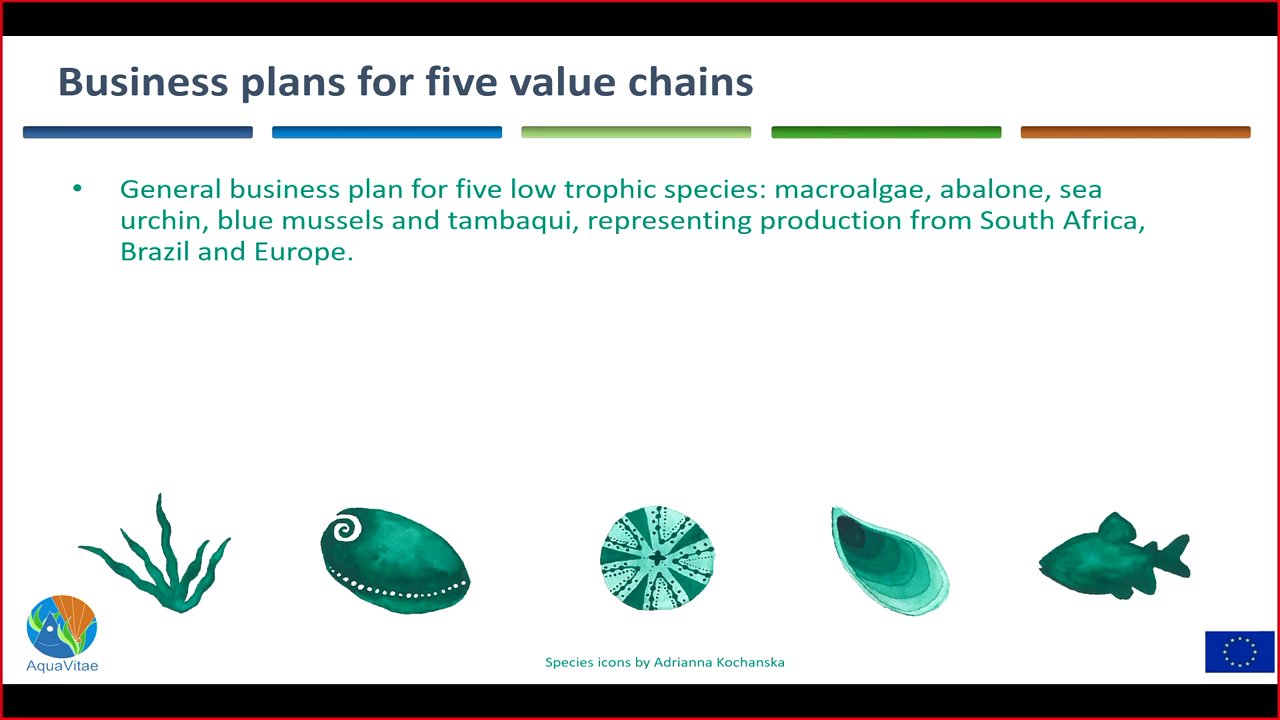 Business plans for five value chains
• General business plan for five low trophic species: macroalgae, abalone, sea
urchin, blue mussels and tambaqui, representing production from South Africa,
Brazil and Europe.
AquaVitae
Species icons by Adrianna Kochanska